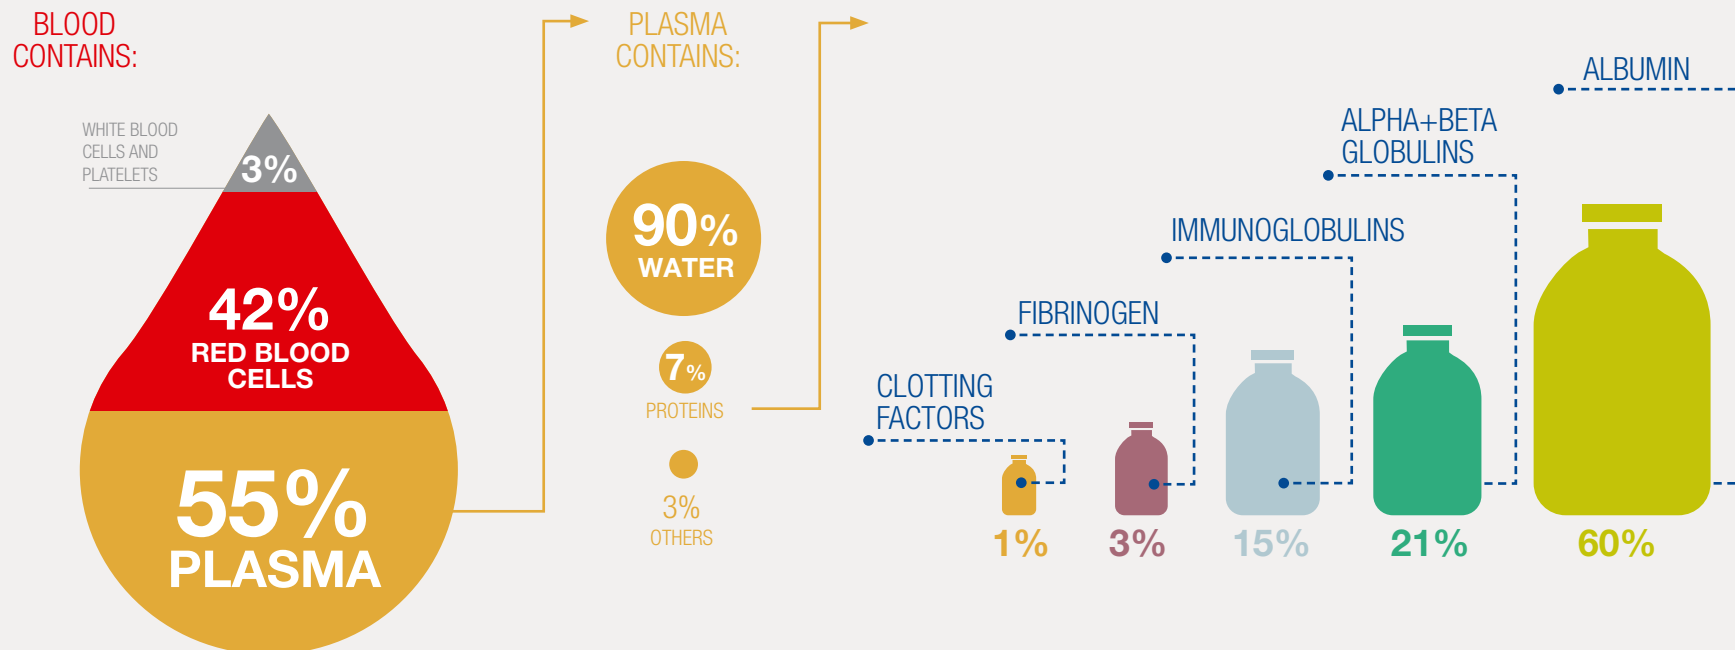 BLOOD
CONTAINS:
WHITE BLOOD
CELLS AND
PLATELETS
3%
42%
RED BLOOD
CELLS
55%
PLASMA
PLASMA
CONTAINS:
90%
WATER
7%
PROTEINS
3%
OTHERS
CLOTTING
FACTORS
1%
FIBRINOGEN
3%
IMMUNOGLOBULINS
15%
ALPHA+BETA
GLOBULINS
21%
ALBUMIN
60%